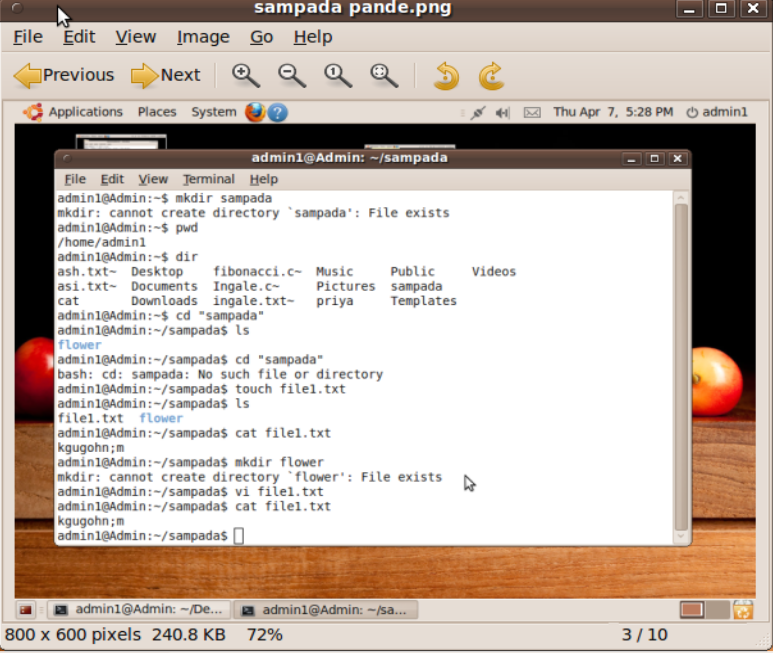 sampada pande.png
File Edit View Image Go Help
Previous Next
Applications Places System Thu Apr 7, 5:28 PM admin1
admin1@Admin: ~/sampada
File Edit View Terminal Help
admin1@Admin:~$ mkdir sampada
mkdir: cannot create directory `sampada': File exists
admin1@Admin:~$ pwd
/home/admin1
admin1@Admin:~$ dir
ash.txt~ Desktop fibonacci.c~ Music Public Videos
asi.txt~ Documents Ingale.c~ Pictures sampada
cat Downloads ingale.txt~ priya Templates
admin1@Admin:~$ cd "sampada"
admin1@Admin:~/sampada$ ls
flower
admin1@Admin:~/sampada$ cd "sampada"
bash: cd: sampada: No such file or directory
admin1@Admin:~/sampada$ touch file1.txt
admin1@Admin:~/sampada$ ls
file1.txt flower
admin1@Admin:~/sampada$ cat file1.txt
kgugohn;m
admin1@Admin:~/sampada$ mkdir flower
mkdir: cannot create directory `flower': File exists
admin1@Admin:~/sampada$ vi file1.txt
admin1@Admin:~/sampada$ cat file1.txt
kgugohn;m
admin1@Admin:~/sampada$
admin1@Admin: ~/De... admin1@Admin: ~/sa...
800 x 600 pixels 240.8 KB 72% 3 / 10